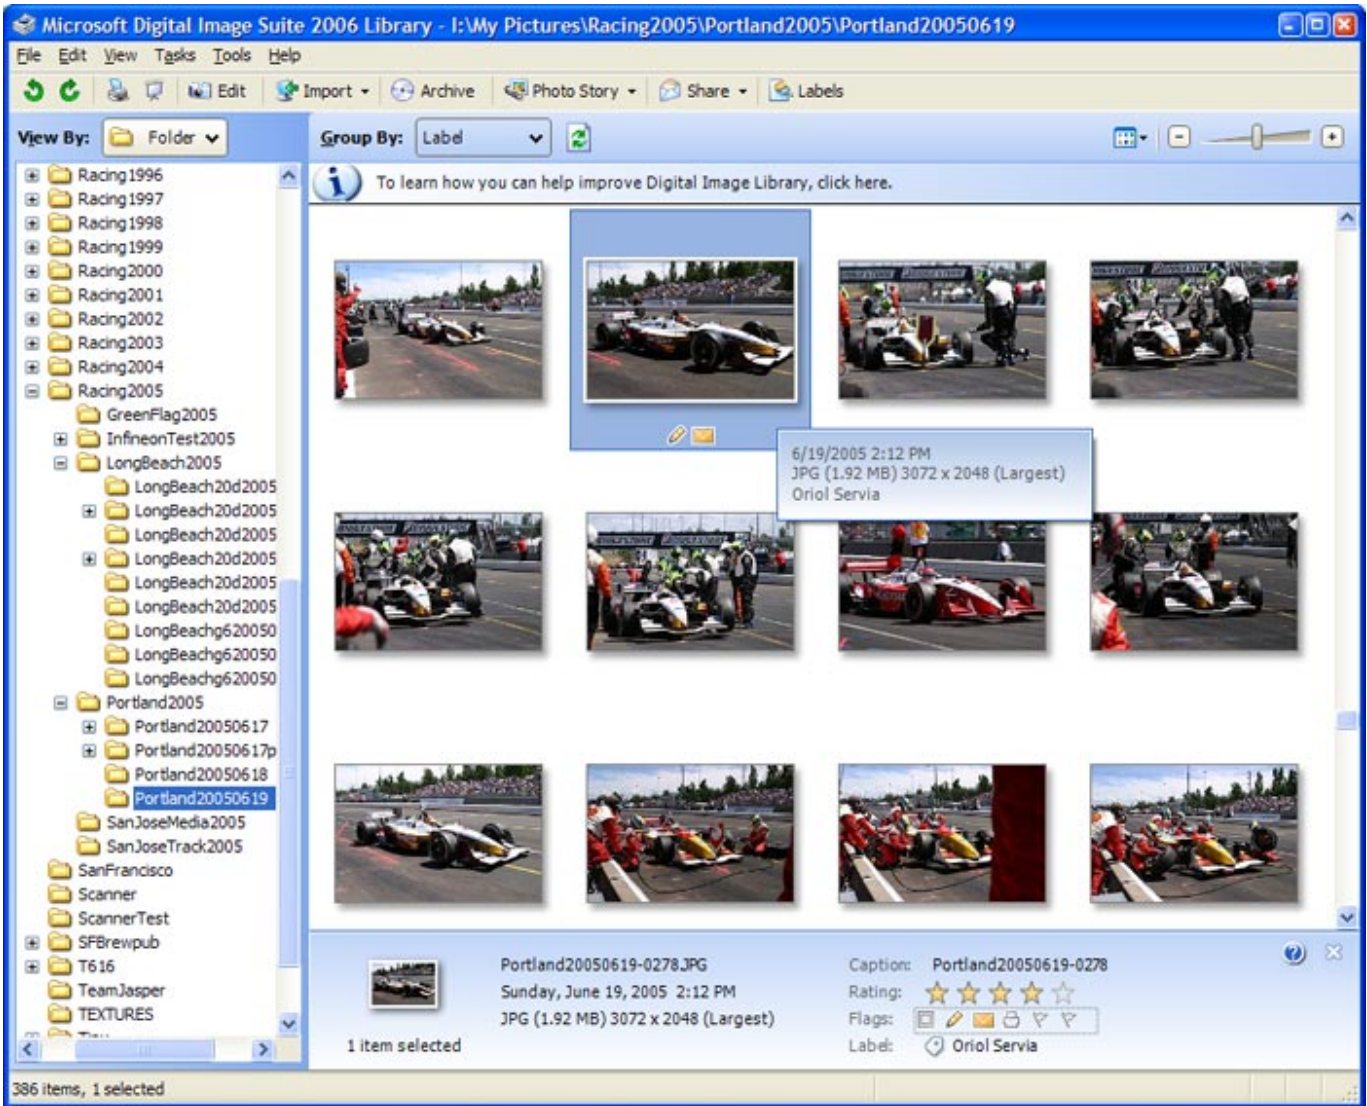 Microsoft Digital Image Suite 2006 Library - I:\My Pictures\Racing2005\Portland2005\Portland20050619
File Edit View Tasks Tools Help
Edit Import Archive Photo Story Share Labels
View By: Folder Group By: Label
To learn how you can help improve Digital Image Library, click here.
Racing1996
Racing1997
Racing1998
Racing1999
Racing2000
Racing2001
Racing2002
Racing2003
Racing2004
Racing2005
GreenFlag2005
InfineonTest2005
LongBeach2005
LongBeach20d2005
LongBeach20d2005
LongBeach20d2005
LongBeach20d2005
LongBeach20d2005
LongBeach20d2005
LongBeachg620050
LongBeachg620050
LongBeachg620050
Portland2005
Portland20050617
Portland20050617p
Portland20050618
Portland20050619
SanJoseMedia2005
SanJoseTrack2005
SanFrancisco
Scanner
ScannerTest
SFBrewpub
T616
TeamJasper
TEXTURES
6/19/2005 2:12 PM
JPG (1.92 MB) 3072 x 2048 (Largest)
Oriol Servia
1 item selected
Portland20050619-0278.JPG
Sunday, June 19, 2005 2:12 PM
JPG (1.92 MB) 3072 x 2048 (Largest)
Caption: Portland20050619-0278
Rating:
Flags:
Label: Oriol Servia
386 items, 1 selected